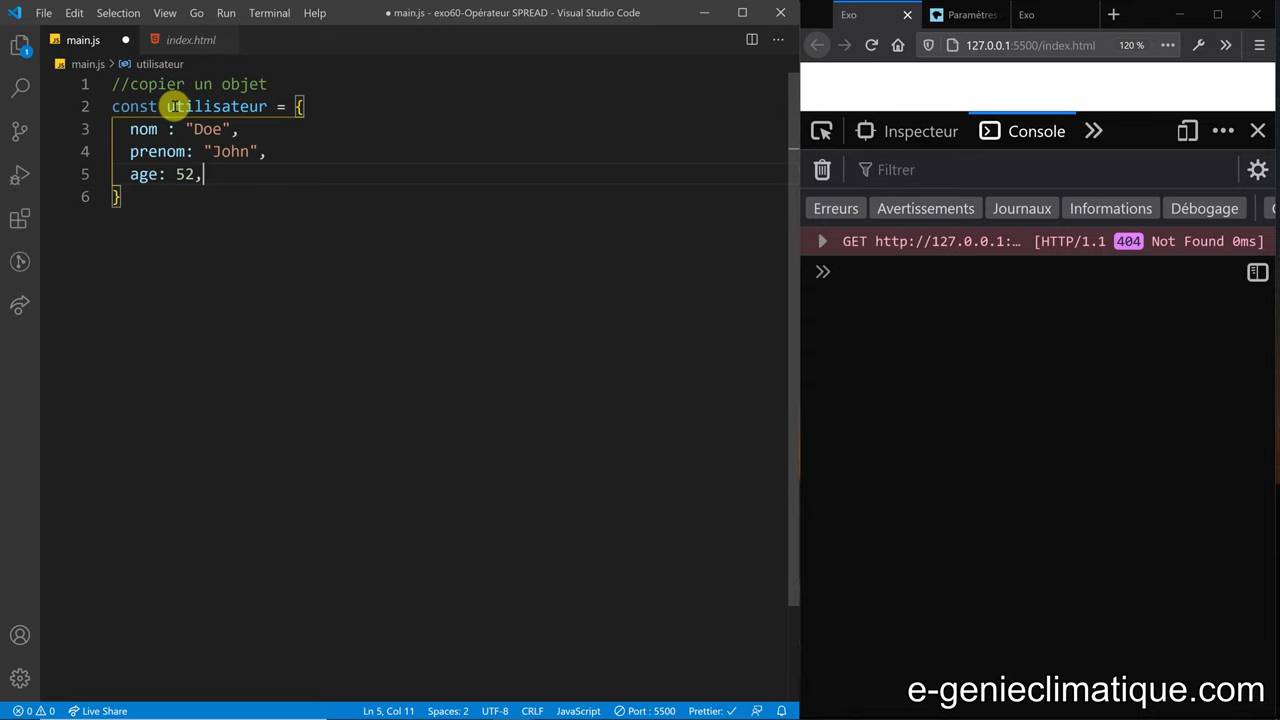 File Edit Selection View Go Run Terminal Help
● main.js - exo60-Opérateur SPREAD - Visual Studio Code
JS main.js ●
index.html
JS main.js > utilisateur
1 //copier un objet
2 const utilisateur = {
3 nom : "Doe",
4 prenom: "John",
5 age: 52,
6 }
1
0 0 Live Share
Ln 5, Col 11 Spaces: 2 UTF-8 CRLF JavaScript Port : 5500 Prettier: ✓
Exo
Paramètres
Exo
127.0.0.1:5500/index.html 120 %
Inspecteur Console
Filtrer
Erreurs Avertissements Journaux Informations Débogage
GET http://127.0.0.1:… [HTTP/1.1 404 Not Found 0ms]
e-genieclimatique.com